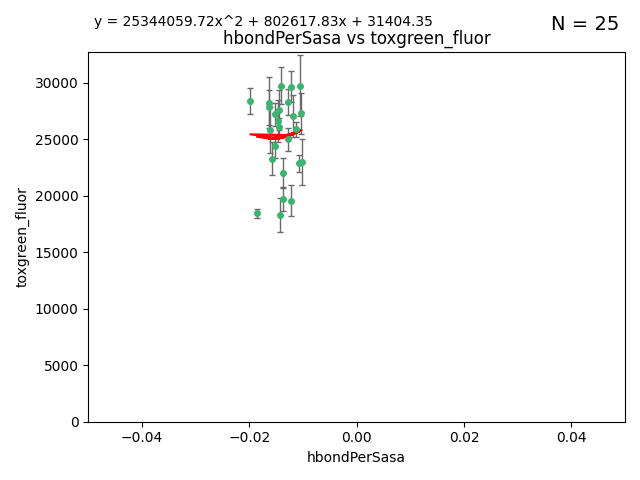 y = 25344059.72x^2 + 802617.83x + 31404.35
N = 25
hbondPerSasa vs toxgreen_fluor
30000
25000
20000
15000
10000
5000
0
toxgreen_fluor
−0.04
−0.02
0.00
0.02
0.04
hbondPerSasa